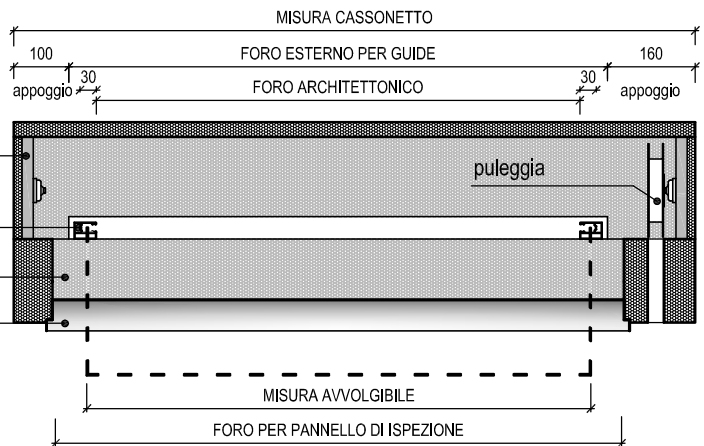 MISURA CASSONETTO
100 FORO ESTERNO PER GUIDE 160
30 30
appoggio FORO ARCHITETTONICO appoggio
puleggia
MISURA AVVOLGIBILE
FORO PER PANNELLO DI ISPEZIONE